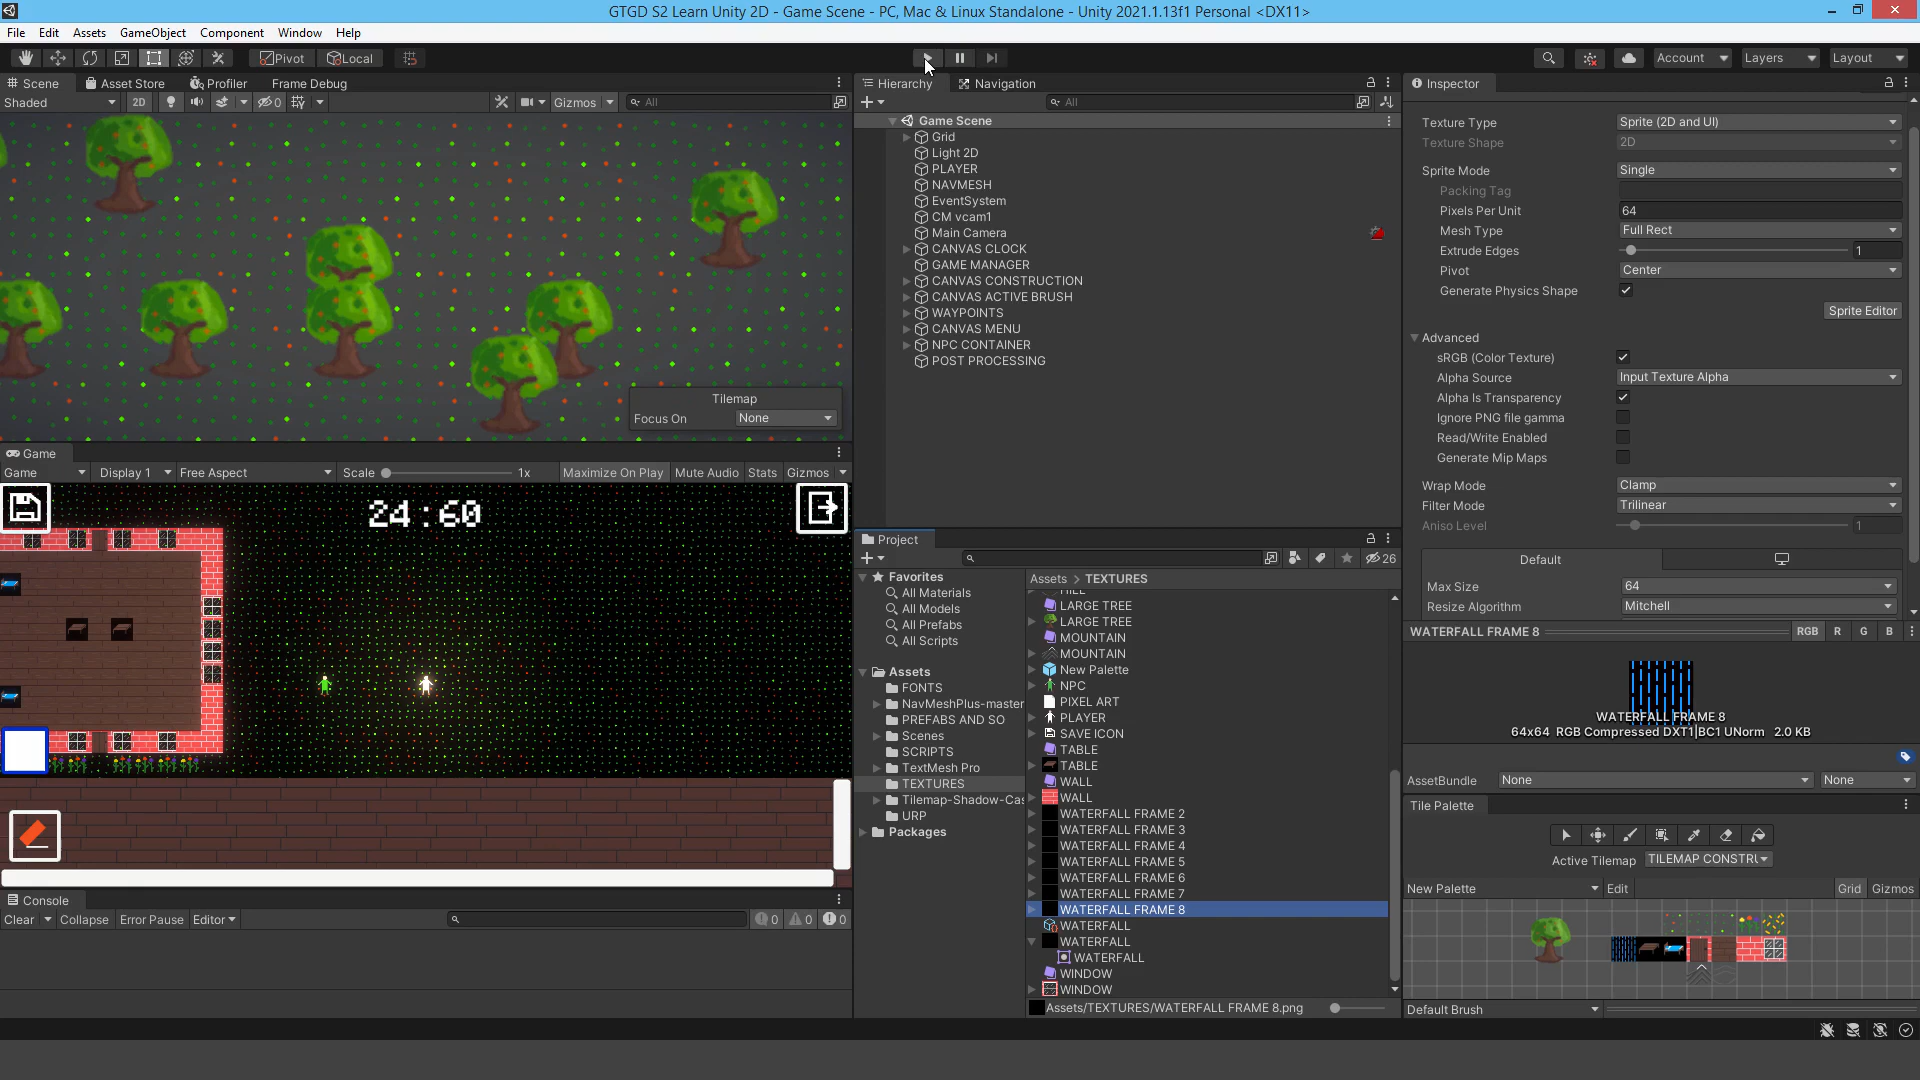 GTGD S2 Learn Unity 2D - Game Scene - PC, Mac & Linux Standalone - Unity 2021.1.13f1 Personal <DX11>
File Edit Assets GameObject Component Window Help
Pivot Local Account Layers Layout
Scene Asset Store Profiler Frame Debug
Shaded 2D 0 Gizmos All
Tilemap
Focus On None
Game
Game Display 1 Free Aspect Scale 1x Maximize On Play Mute Audio Stats Gizmos
24:60
Console
Clear Collapse Error Pause Editor 0 0 0
Hierarchy Navigation
All
Game Scene
Grid
Light 2D
PLAYER
NAVMESH
EventSystem
CM vcam1
Main Camera
CANVAS CLOCK
GAME MANAGER
CANVAS CONSTRUCTION
CANVAS ACTIVE BRUSH
WAYPOINTS
CANVAS MENU
NPC CONTAINER
POST PROCESSING
Project
26
Favorites
All Materials
All Models
All Prefabs
All Scripts
Assets
FONTS
NavMeshPlus-master
PREFABS AND SO
Scenes
SCRIPTS
TextMesh Pro
TEXTURES
Tilemap-Shadow-Cas
URP
Packages
Assets > TEXTURES
HILL
LARGE TREE
LARGE TREE
MOUNTAIN
MOUNTAIN
New Palette
NPC
PIXEL ART
PLAYER
SAVE ICON
TABLE
TABLE
WALL
WALL
WATERFALL FRAME 2
WATERFALL FRAME 3
WATERFALL FRAME 4
WATERFALL FRAME 5
WATERFALL FRAME 6
WATERFALL FRAME 7
WATERFALL FRAME 8
WATERFALL
WATERFALL
WATERFALL
WINDOW
WINDOW
Assets/TEXTURES/WATERFALL FRAME 8.png
Inspector
Texture Type Sprite (2D and UI)
Texture Shape 2D
Sprite Mode Single
Packing Tag
Pixels Per Unit 64
Mesh Type Full Rect
Extrude Edges 1
Pivot Center
Generate Physics Shape
Sprite Editor
Advanced
sRGB (Color Texture)
Alpha Source Input Texture Alpha
Alpha Is Transparency
Ignore PNG file gamma
Read/Write Enabled
Generate Mip Maps
Wrap Mode Clamp
Filter Mode Trilinear
Aniso Level 1
Default
Max Size 64
Resize Algorithm Mitchell
WATERFALL FRAME 8 RGB R G B
WATERFALL FRAME 8
64x64 RGB Compressed DXT1|BC1 UNorm 2.0 KB
AssetBundle None None
Tile Palette
Active Tilemap TILEMAP CONSTRU
New Palette Edit Grid Gizmos
Default Brush